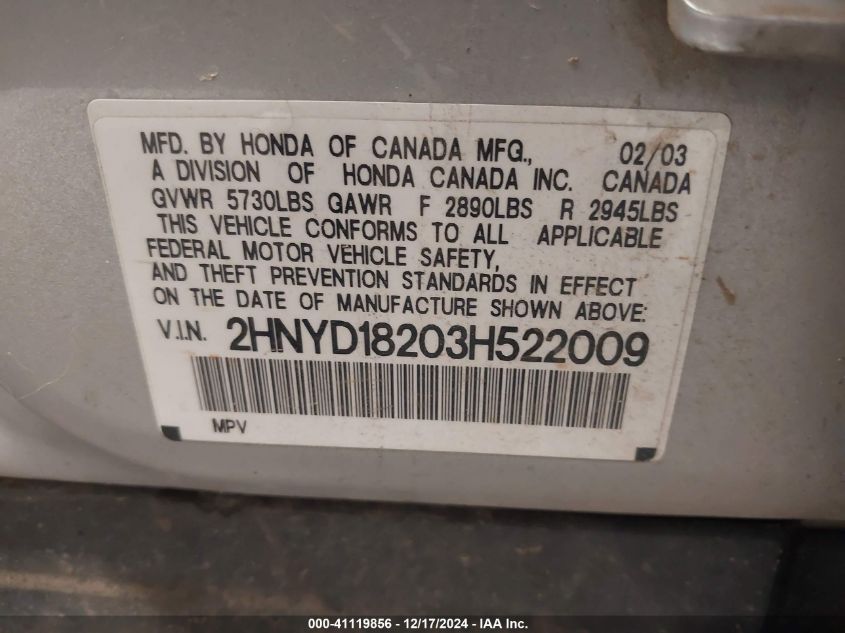 MFD. BY HONDA OF CANADA MFG., 02/03
A DIVISION OF HONDA CANADA INC. CANADA
GVWR 5730LBS GAWR F 2890LBS R 2945LBS
THIS VEHICLE CONFORMS TO ALL APPLICABLE
FEDERAL MOTOR VEHICLE SAFETY,
AND THEFT PREVENTION STANDARDS IN EFFECT
ON THE DATE OF MANUFACTURE SHOWN ABOVE:
V.I.N. 2HNYD18203H522009
MPV
000-41119856 - 12/17/2024 - IAA Inc.